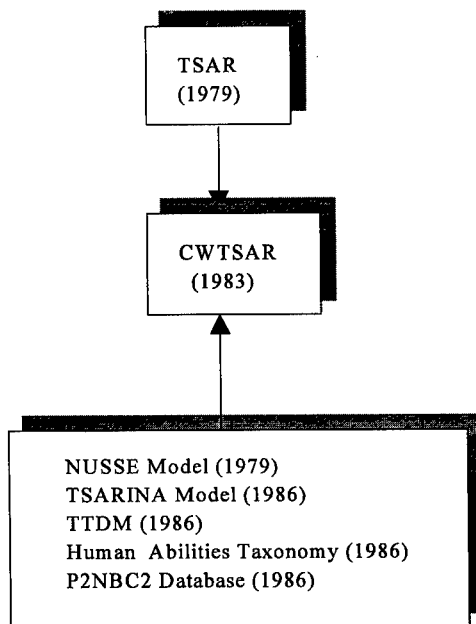 TSAR
(1979)
CWTSAR
(1983)
NUSSE Model (1979)
TSARINA Model (1986)
TTDM (1986)
Human Abilities Taxonomy (1986)
P2NBC2 Database (1986)